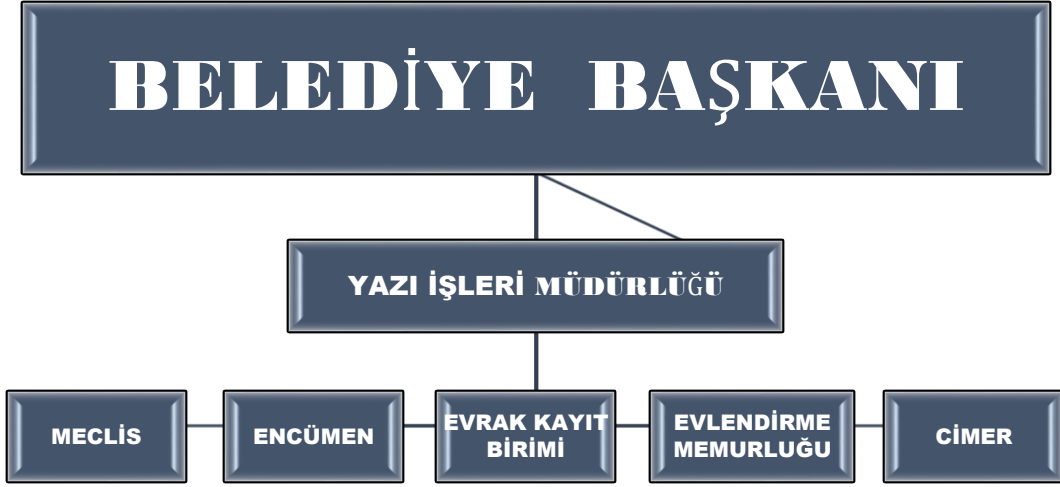 BELEDİYE BAŞKANI
YAZI İŞLERİ MÜDÜRLÜĞÜ
MECLİS
ENCÜMEN
EVRAK KAYIT
BİRİMİ
EVLENDİRME
MEMURLUĞU
CİMER